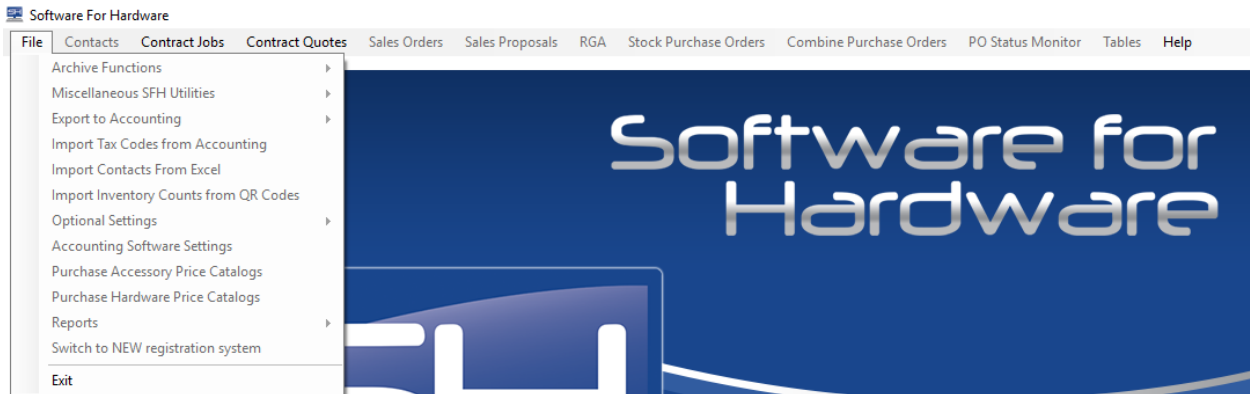 Software For Hardware
File Contacts Contract Jobs Contract Quotes Sales Orders Sales Proposals RGA Stock Purchase Orders Combine Purchase Orders PO Status Monitor Tables Help
Archive Functions
Miscellaneous SFH Utilities
Export to Accounting
Import Tax Codes from Accounting
Import Contacts From Excel
Import Inventory Counts from QR Codes
Optional Settings
Accounting Software Settings
Purchase Accessory Price Catalogs
Purchase Hardware Price Catalogs
Reports
Switch to NEW registration system
Exit
Software for
Hardware